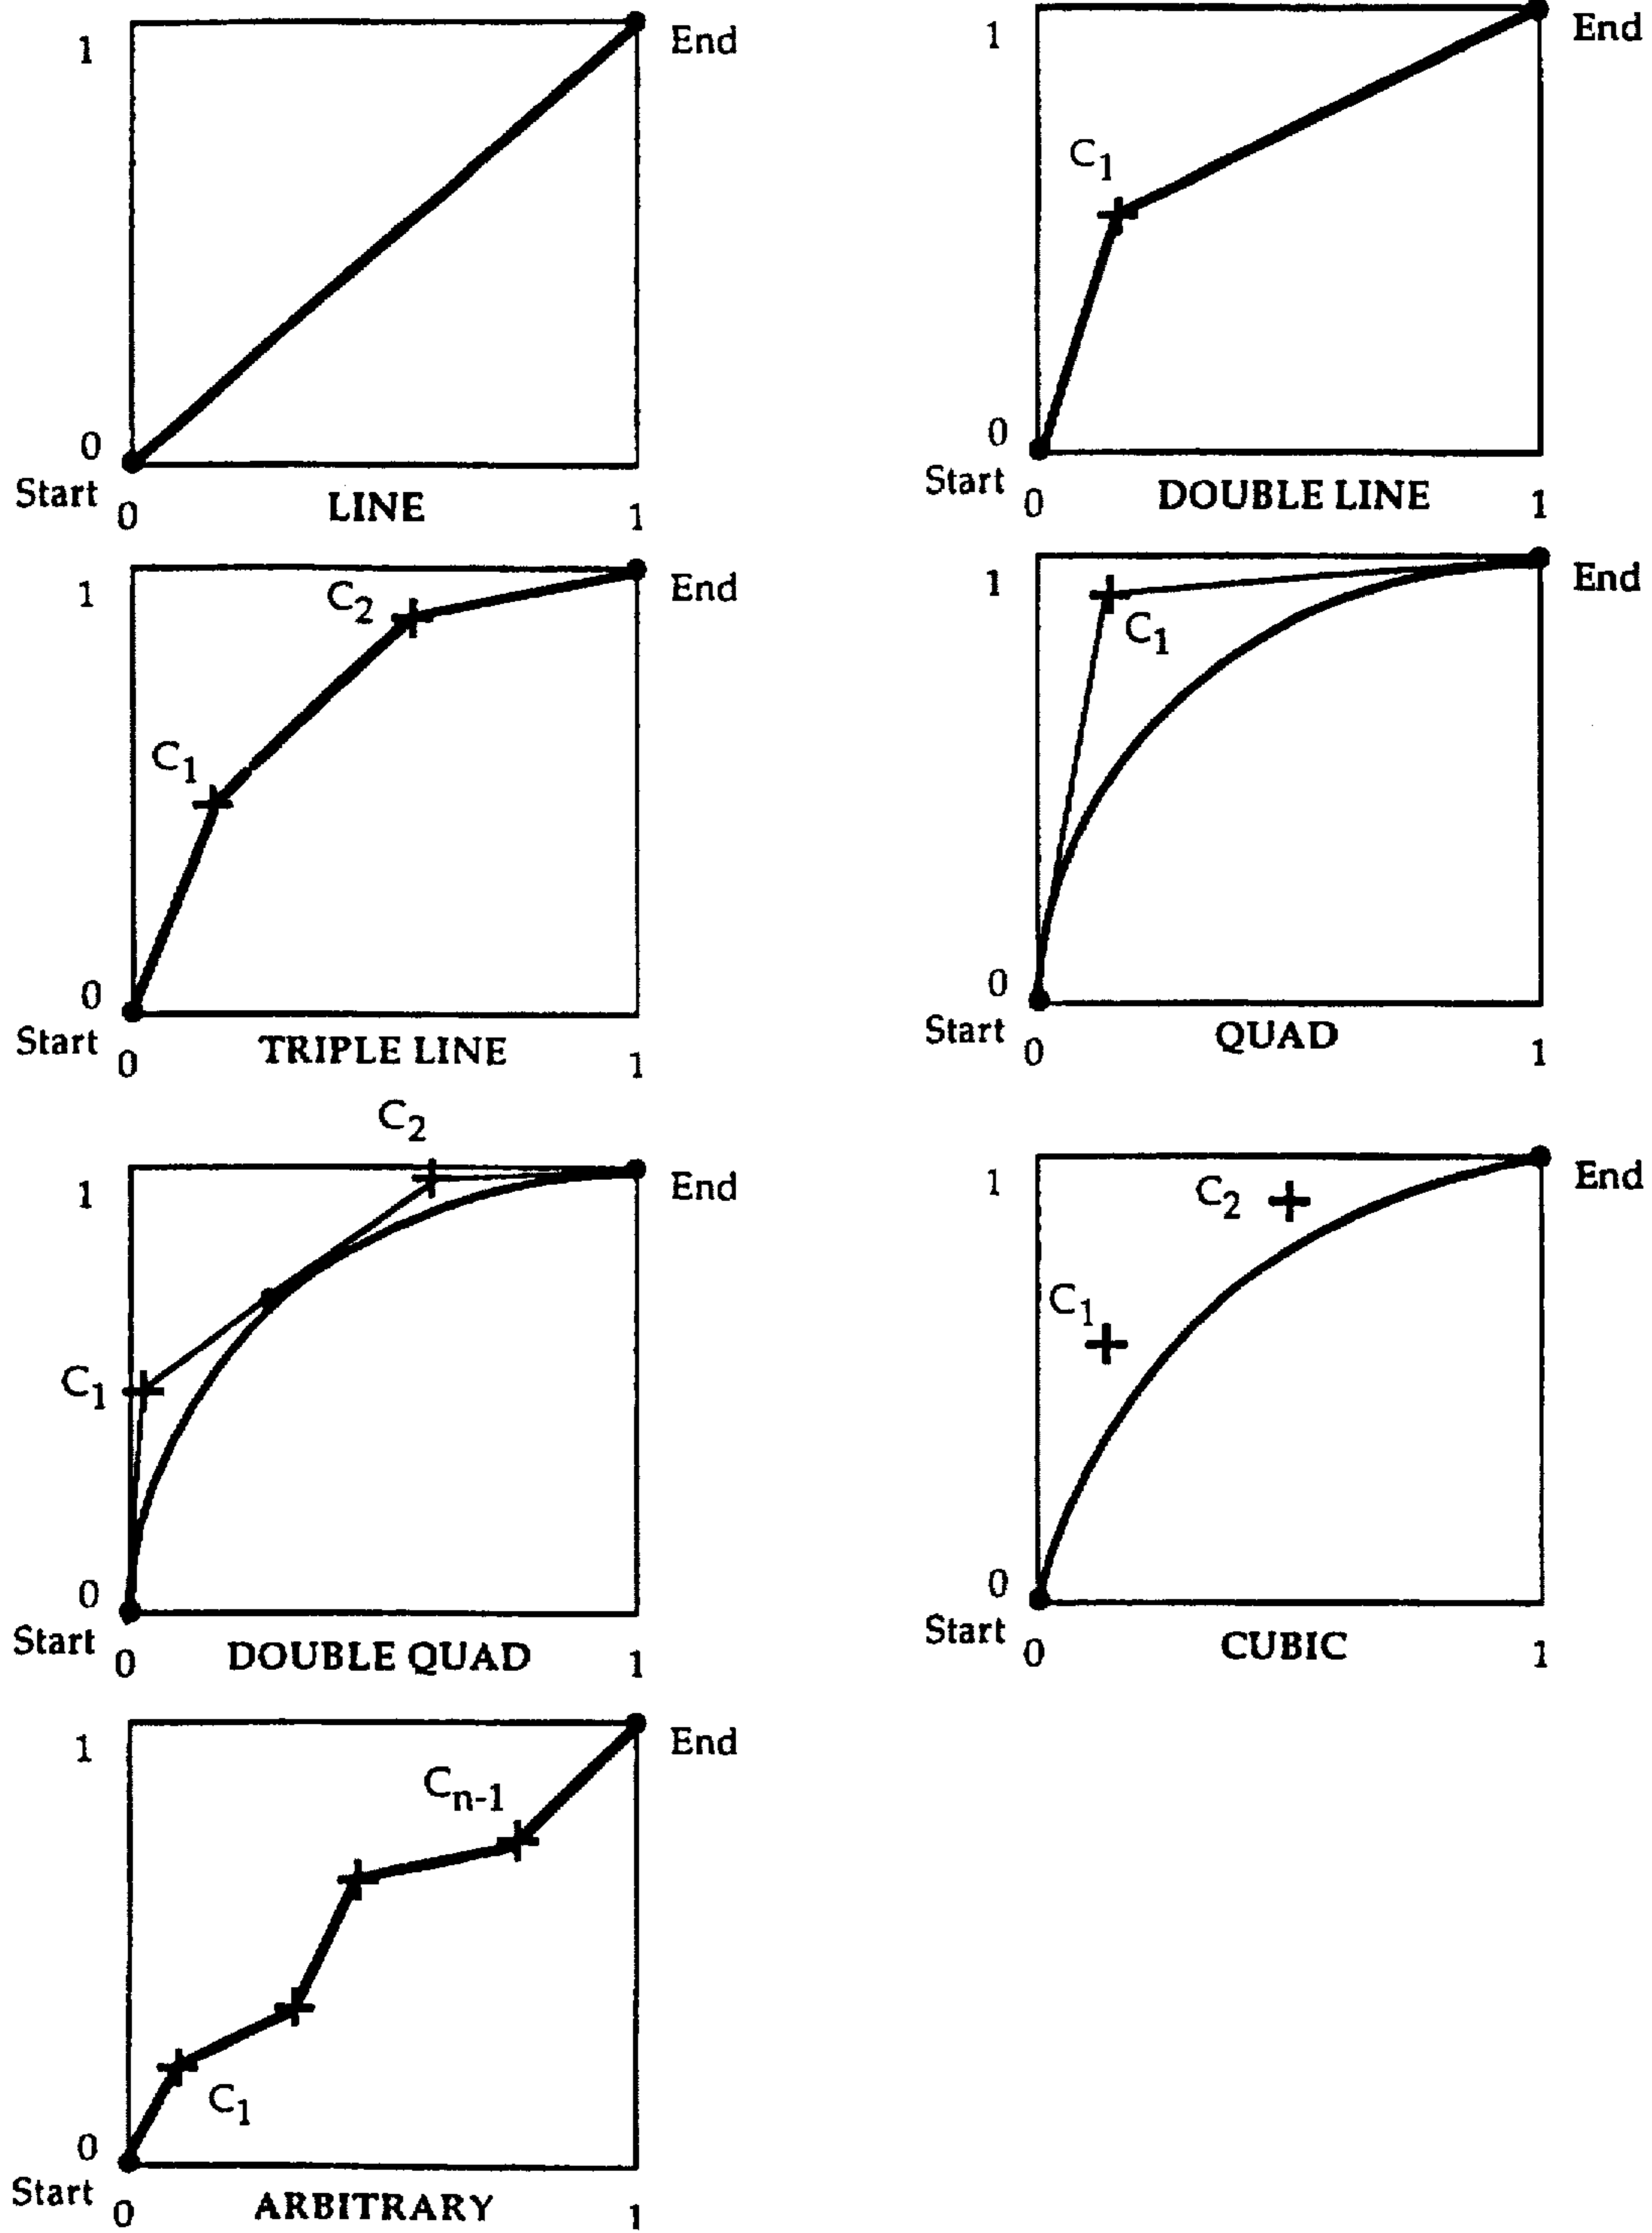 1
End
0
Start
0
LINE
1
1
End
C1
0
Start
0
DOUBLE LINE
1
1
End
C2
C1
0
Start
0
TRIPLE LINE
1
1
End
C1
0
Start
0
QUAD
1
C2
1
End
C1
0
Start
0
DOUBLE QUAD
1
1
End
C2
C1
0
Start
0
CUBIC
1
1
End
Cn-1
C1
0
Start
0
ARBITRARY
1